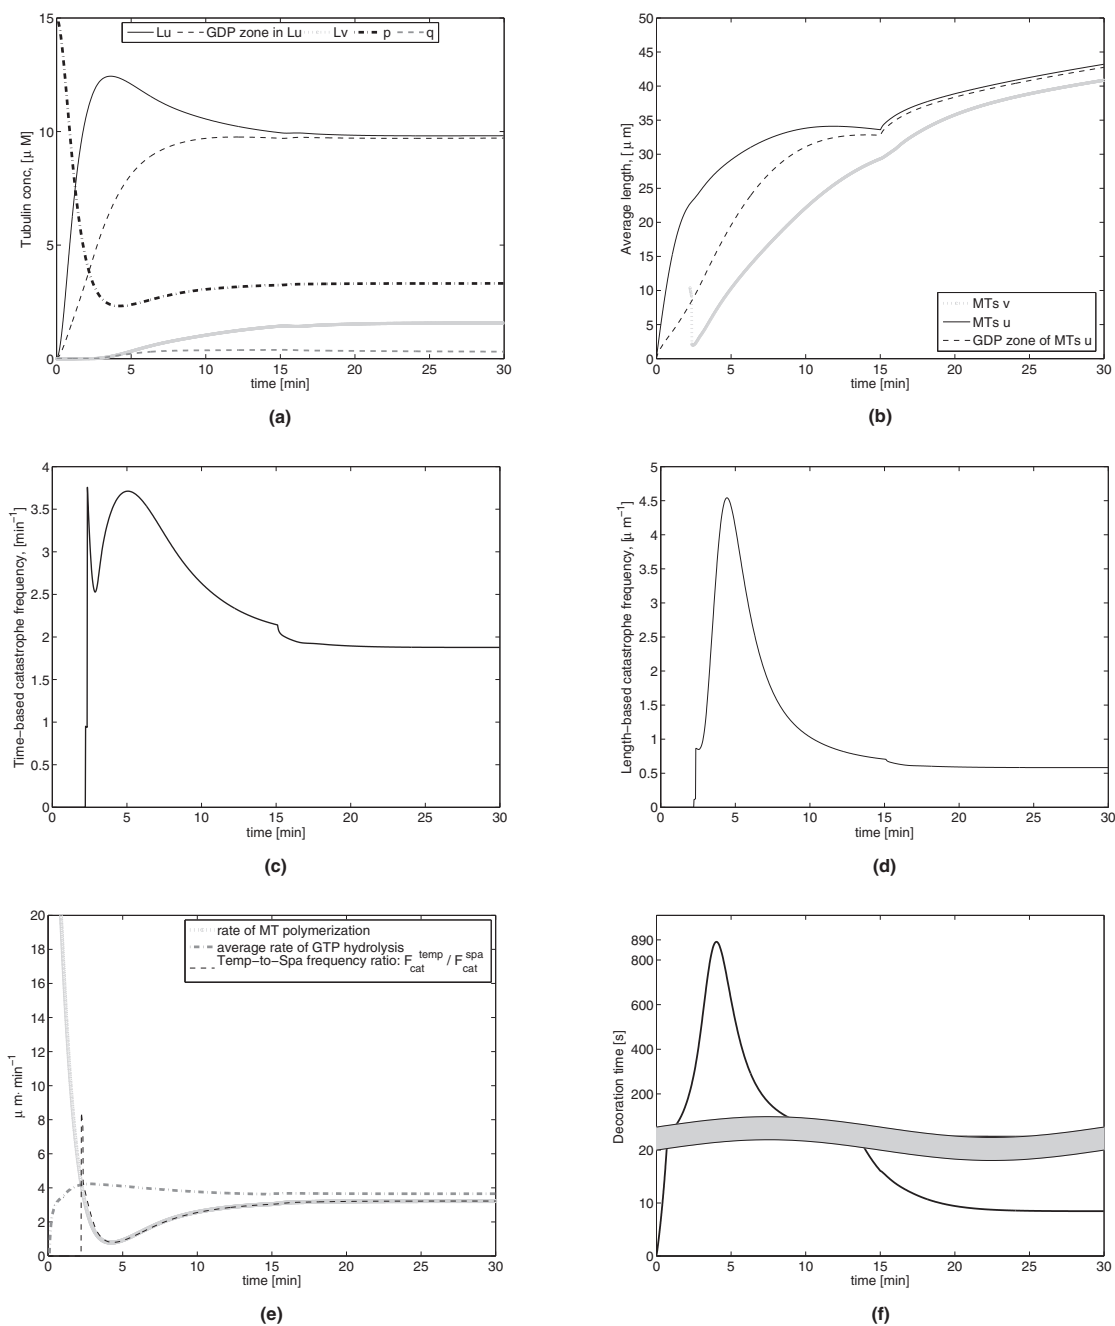 15
10
5
0
Tubulin conc, [μ M]
Lu GDP zone in Lu Lv p q
0 5 10 15 20 25 30
time [min]
(a)
50
45
40
35
30
25
20
15
10
5
0
Average length, [ μ m]
MTs v
MTs u
GDP zone of MTs u
0 5 10 15 20 25 30
time [min]
(b)
4
3.5
3
2.5
2
1.5
1
0.5
0
Time−based catastrophe frequency, [min−1]
0 5 10 15 20 25 30
time [min]
(c)
5
4.5
4
3.5
3
2.5
2
1.5
1
0.5
0
Length−based catastrophe frequency, [μ m−1]
0 5 10 15 20 25 30
time [min]
(d)
20
18
16
14
12
10
8
6
4
2
0
μ m· min−1
rate of MT polymerization
average rate of GTP hydrolysis
Temp−to−Spa frequency ratio: Fcat temp / Fcat spa
0 5 10 15 20 25 30
time [min]
(e)
890
800
600
400
200
20
10
0
Decoration time [s]
0 5 10 15 20 25 30
time [min]
(f)